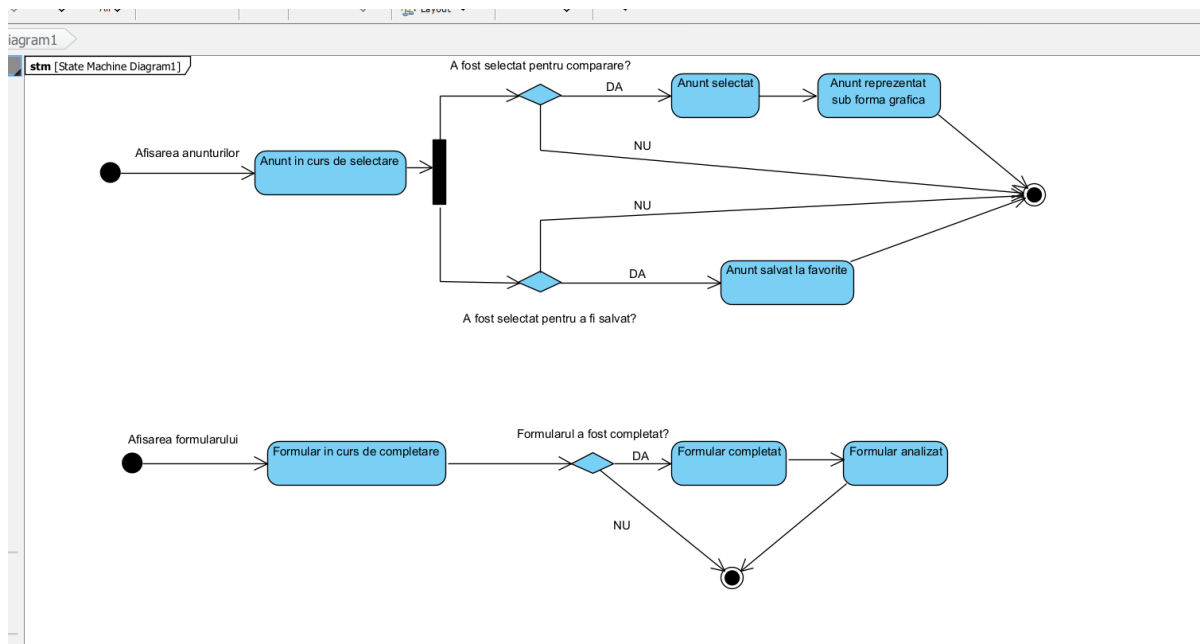 iagram1
stm [State Machine Diagram1]
A fost selectat pentru comparare?
DA
Anunt selectat
Anunt reprezentat
sub forma grafica
NU
Afisarea anunturilor
Anunt in curs de selectare
NU
DA
Anunt salvat la favorite
A fost selectat pentru a fi salvat?
Afisarea formularului
Formular in curs de completare
Formularul a fost completat?
DA
Formular completat
Formular analizat
NU